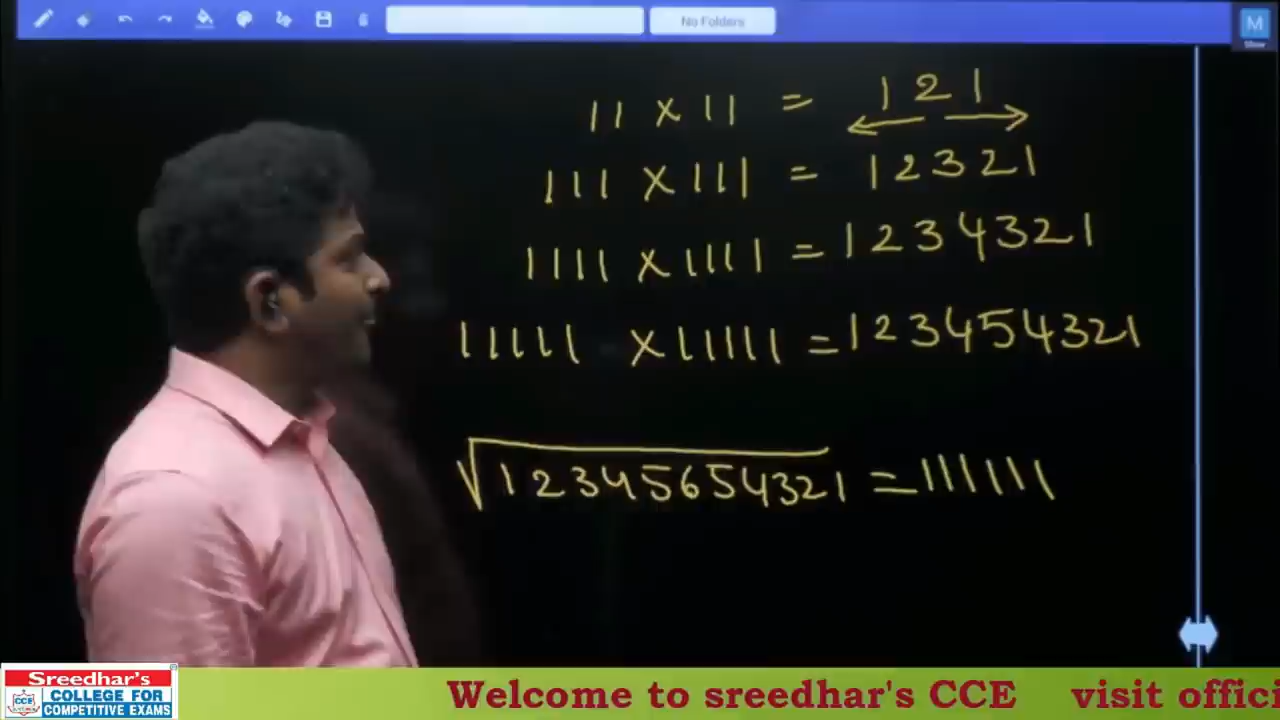 No Folders
M
Show
11 x 11 = 121
111 x 111 = 12321
1111 x 1111 = 1234321
11111 x 11111 = 123454321
√12345654321 = 111111
Sreedhar's
CCE
COLLEGE FOR
COMPETITIVE EXAMS
Welcome to sreedhar's CCE visit offici